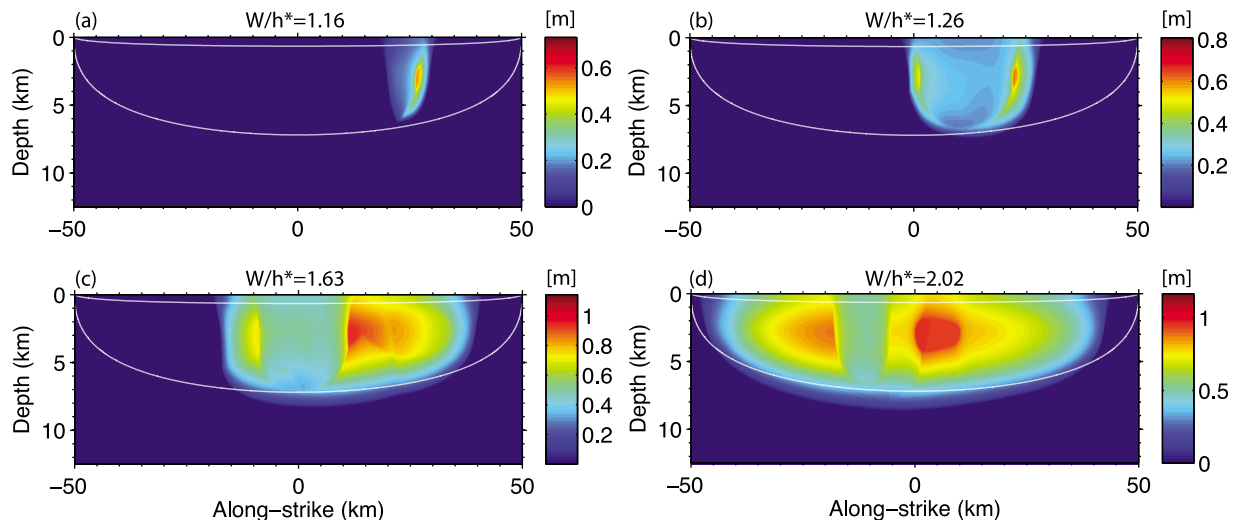 (a) W/h*=1.16 [m]
0
5
10
Depth (km)
−50 0 50
0.6
0.4
0.2
0
(b) W/h*=1.26 [m]
0
5
10
Depth (km)
−50 0 50
0.8
0.6
0.4
0.2
(c) W/h*=1.63 [m]
0
5
10
Depth (km)
−50 0 50
Along−strike (km)
1
0.8
0.6
0.4
0.2
(d) W/h*=2.02 [m]
0
5
10
Depth (km)
−50 0 50
Along−strike (km)
1
0.5
0